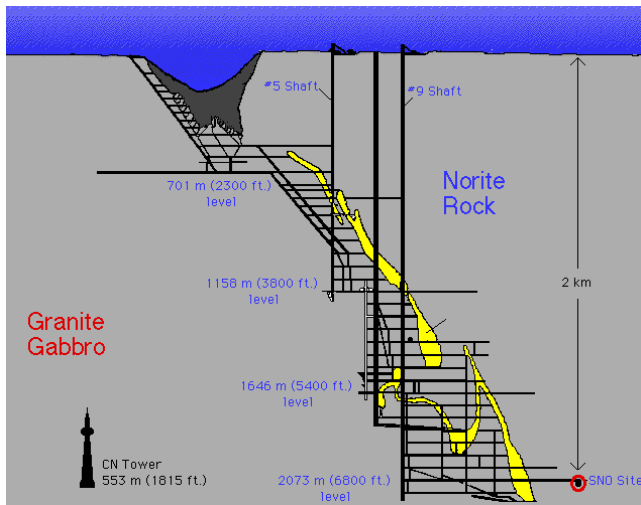 #5 Shaft
#9 Shaft
701 m (2300 ft.)
level
Norite
Rock
1158 m (3800 ft.)
level
2 km
Granite
Gabbro
1646 m (5400 ft.)
level
CN Tower
553 m (1815 ft.)
2073 m (6800 ft.)
level
SNO Site